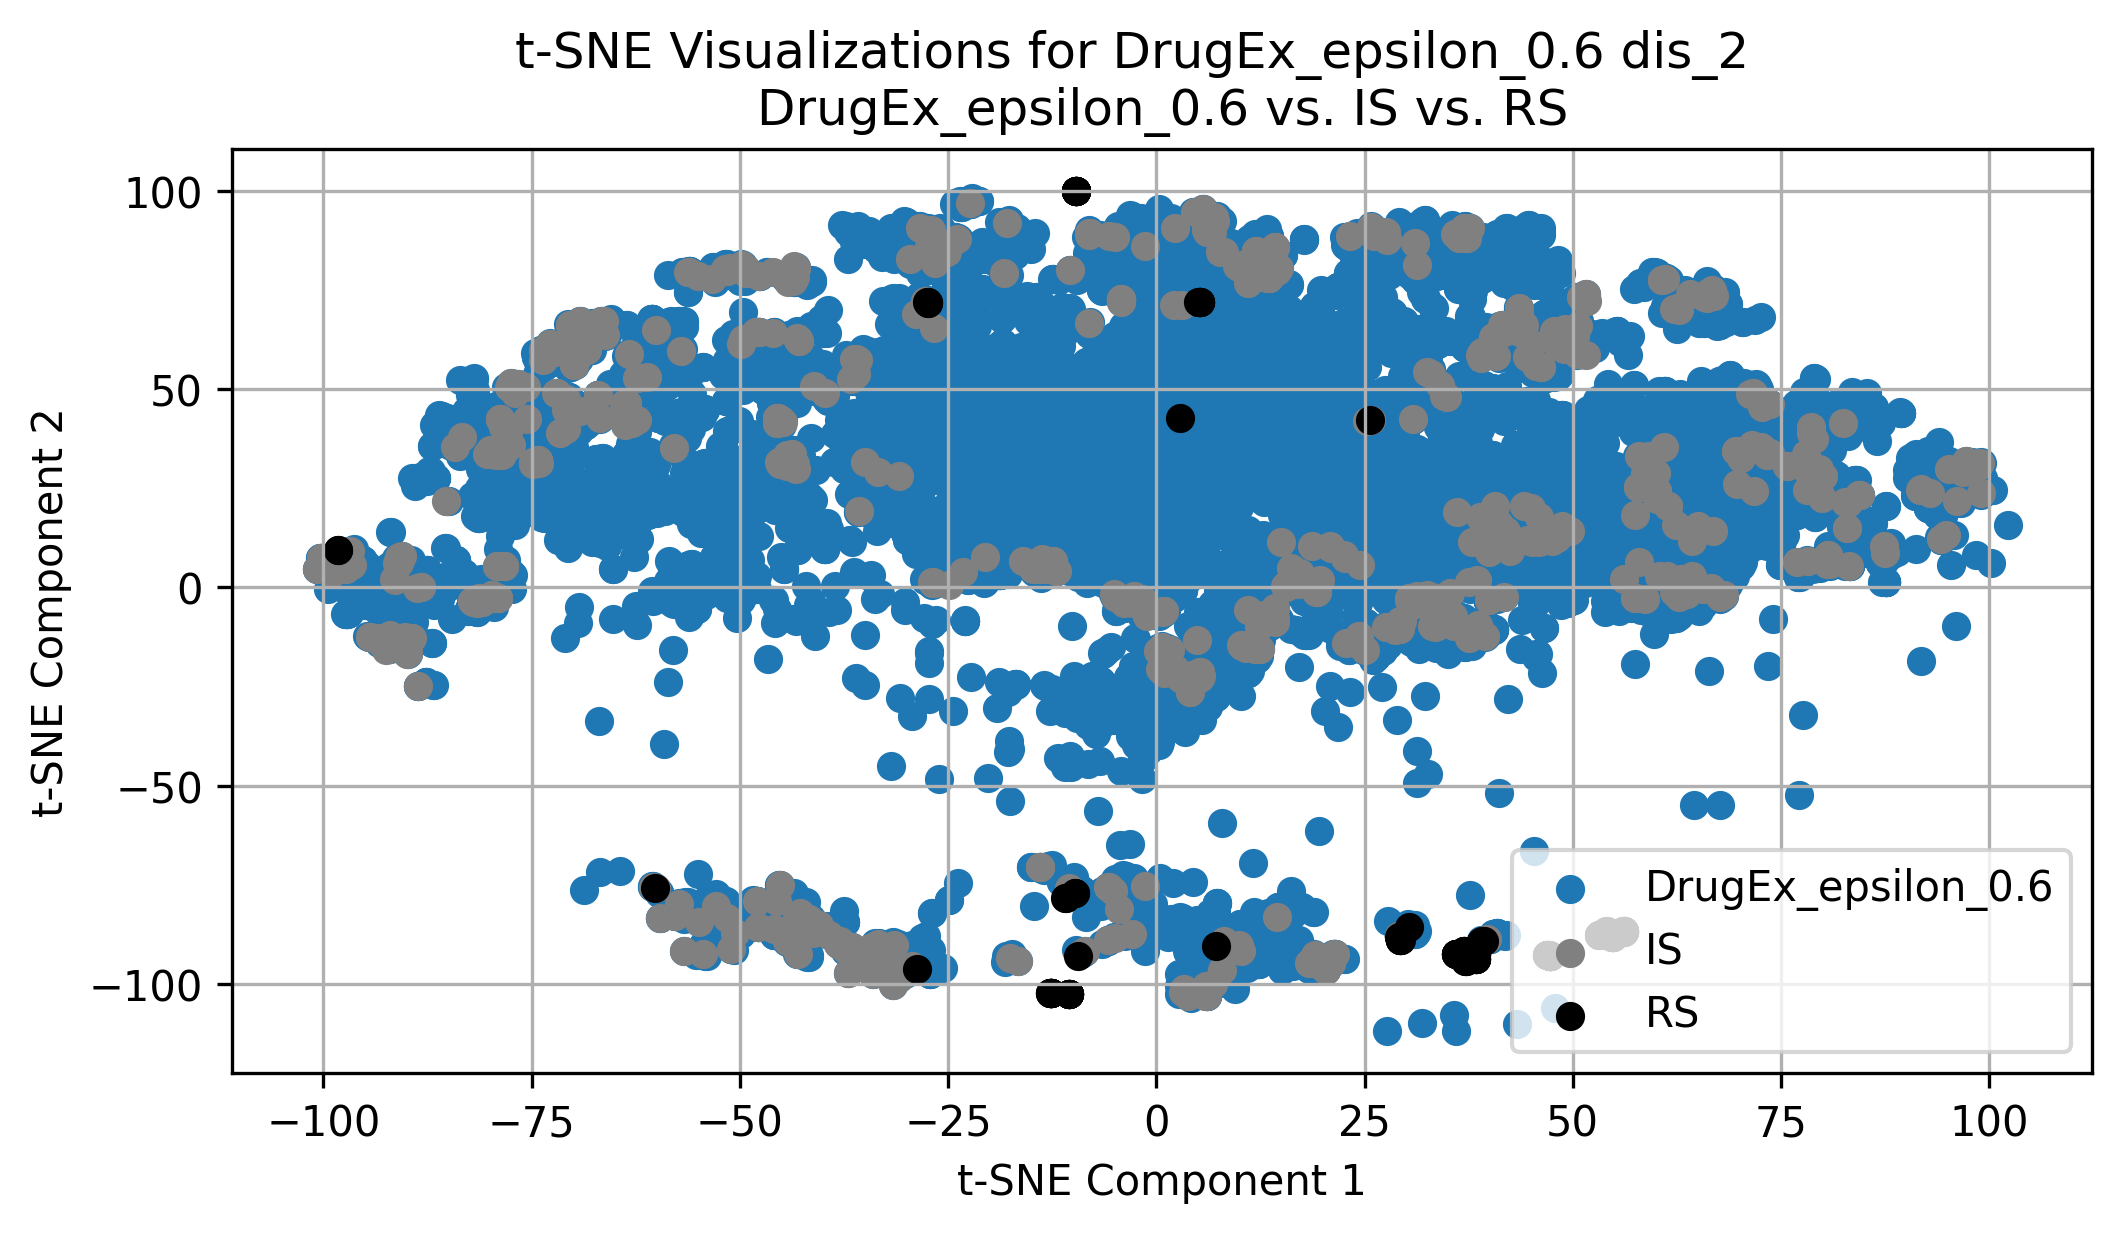 t-SNE Visualizations for DrugEx_epsilon_0.6 dis_2
DrugEx_epsilon_0.6 vs. IS vs. RS
t-SNE Component 2
100
50
0
−50
−100
DrugEx_epsilon_0.6
IS
RS
−100 −75 −50 −25 0 25 50 75 100
t-SNE Component 1